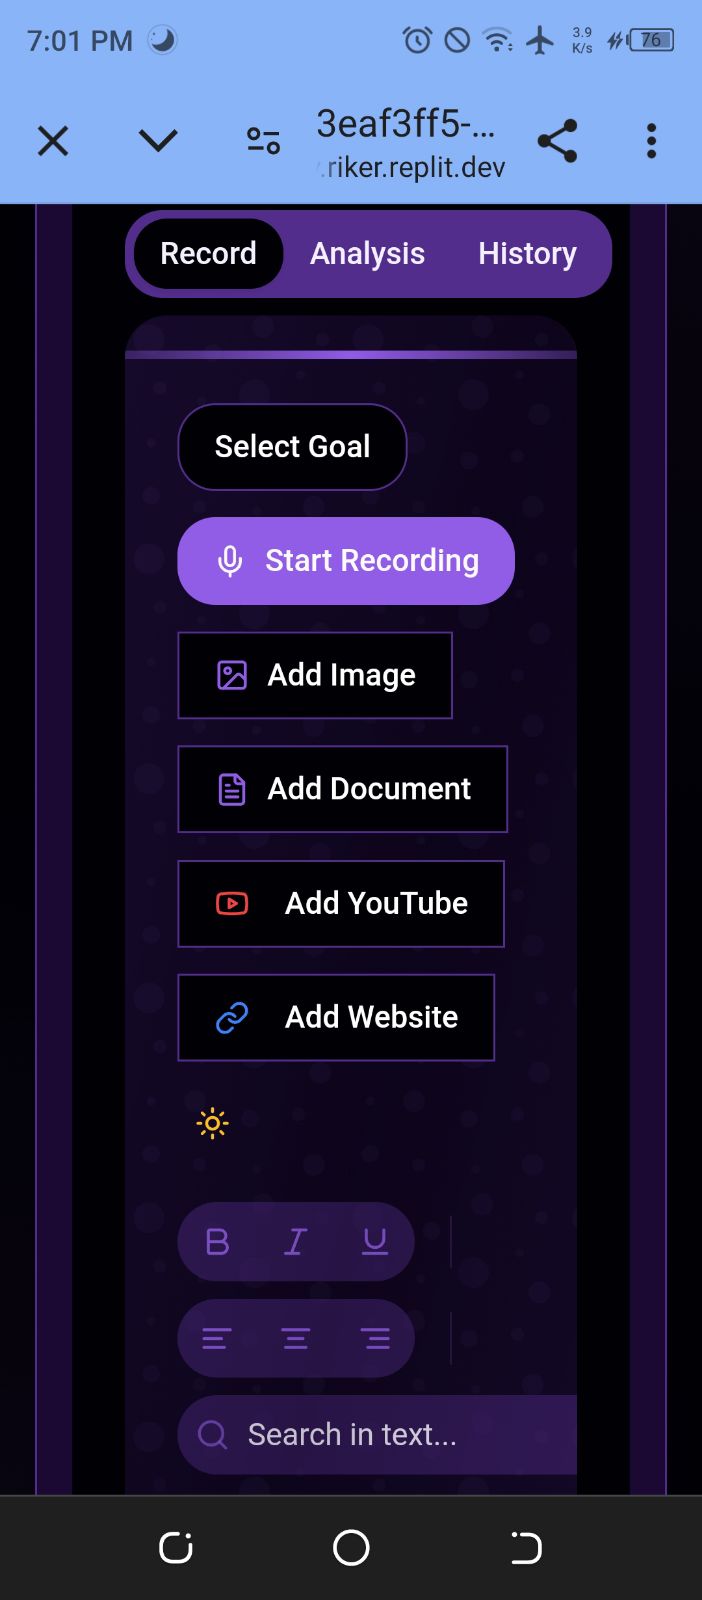 7:01 PM
3.9
K/s
76
3eaf3ff5-...
.riker.replit.dev
Record Analysis History
Select Goal
Start Recording
Add Image
Add Document
Add YouTube
Add Website
B I U
Search in text...